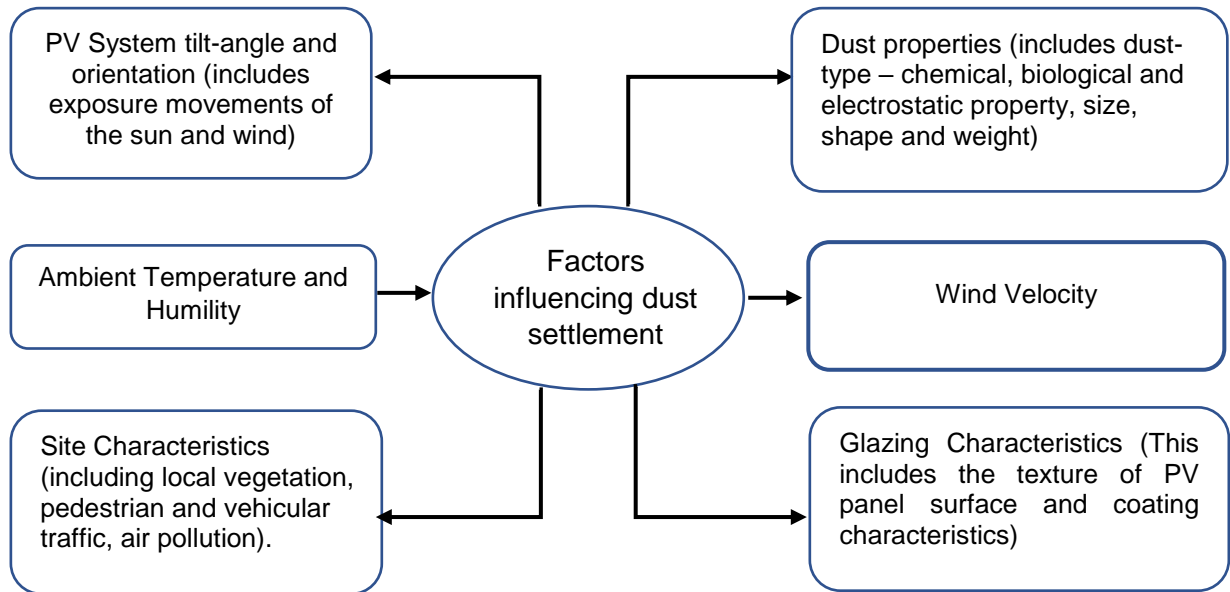 PV System tilt-angle and
orientation (includes
exposure movements of
the sun and wind)
Dust properties (includes dust-
type – chemical, biological and
electrostatic property, size,
shape and weight)
Ambient Temperature and
Humility
Factors
influencing dust
settlement
Wind Velocity
Site Characteristics
(including local vegetation,
pedestrian and vehicular
traffic, air pollution).
Glazing Characteristics (This
includes the texture of PV
panel surface and coating
characteristics)